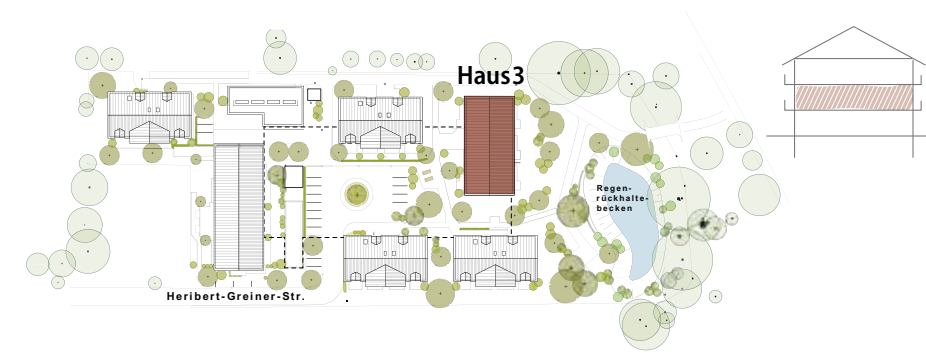 Haus3
Regen-
rückhalte-
becken
Heribert-Greiner-Str.